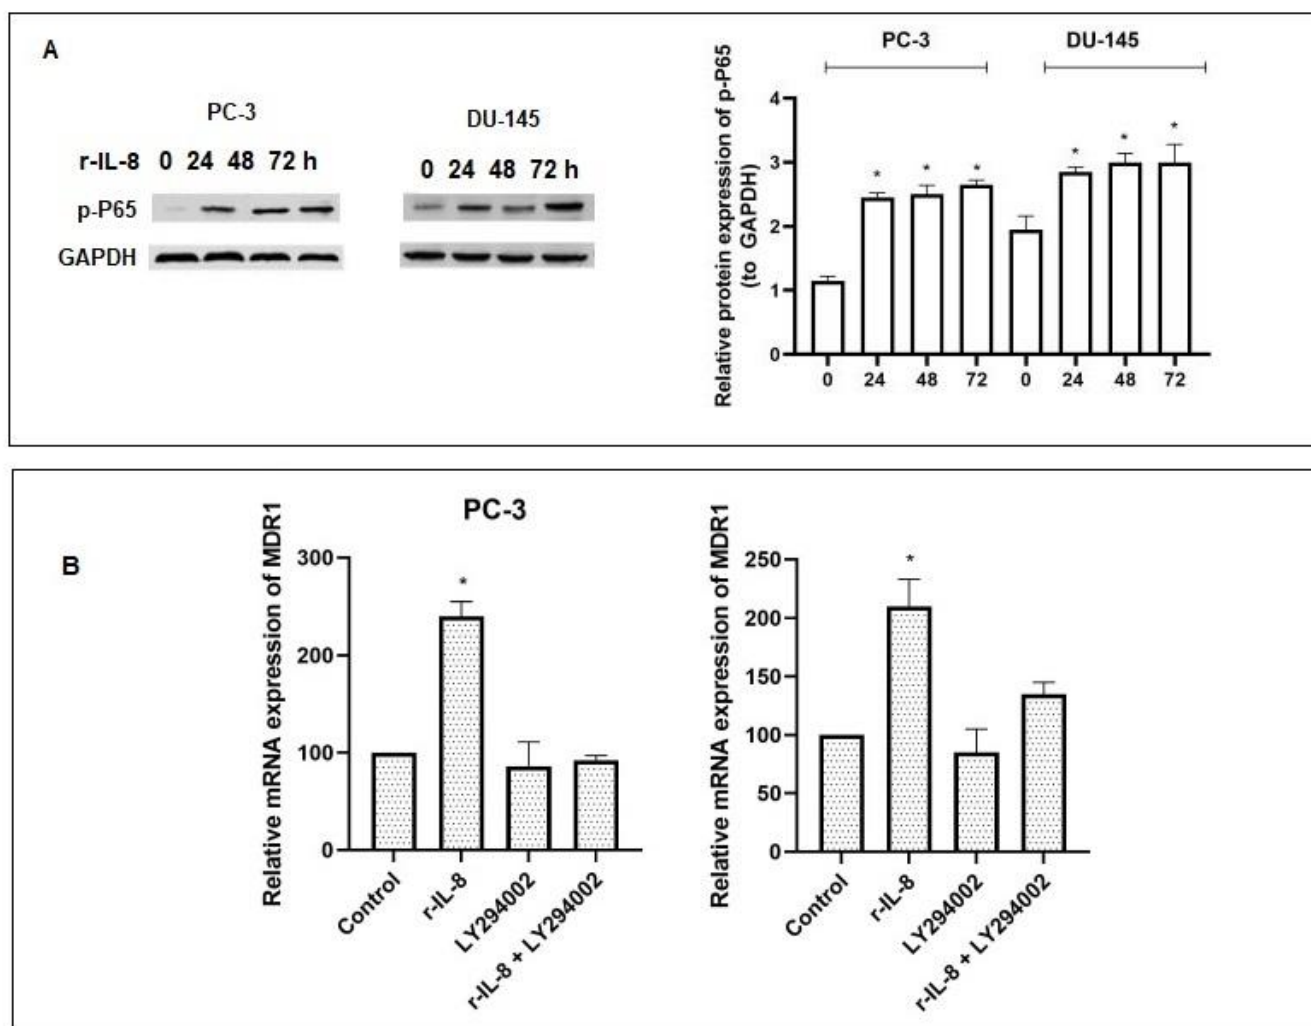 A
PC-3
r-IL-8 0 24 48 72 h
p-P65
GAPDH
DU-145
0 24 48 72 h
PC-3 DU-145
Relative protein expression of p-P65
(to GAPDH)
4
3
2
1
0
* * * * * *
0 24 48 72 0 24 48 72
B
PC-3
Relative mRNA expression of MDR1
300
200
100
0
*
Control
r-IL-8
LY294002
r-IL-8 + LY294002
Relative mRNA expression of MDR1
250
200
150
100
50
0
*
Control
r-IL-8
LY294002
r-IL-8 + LY294002